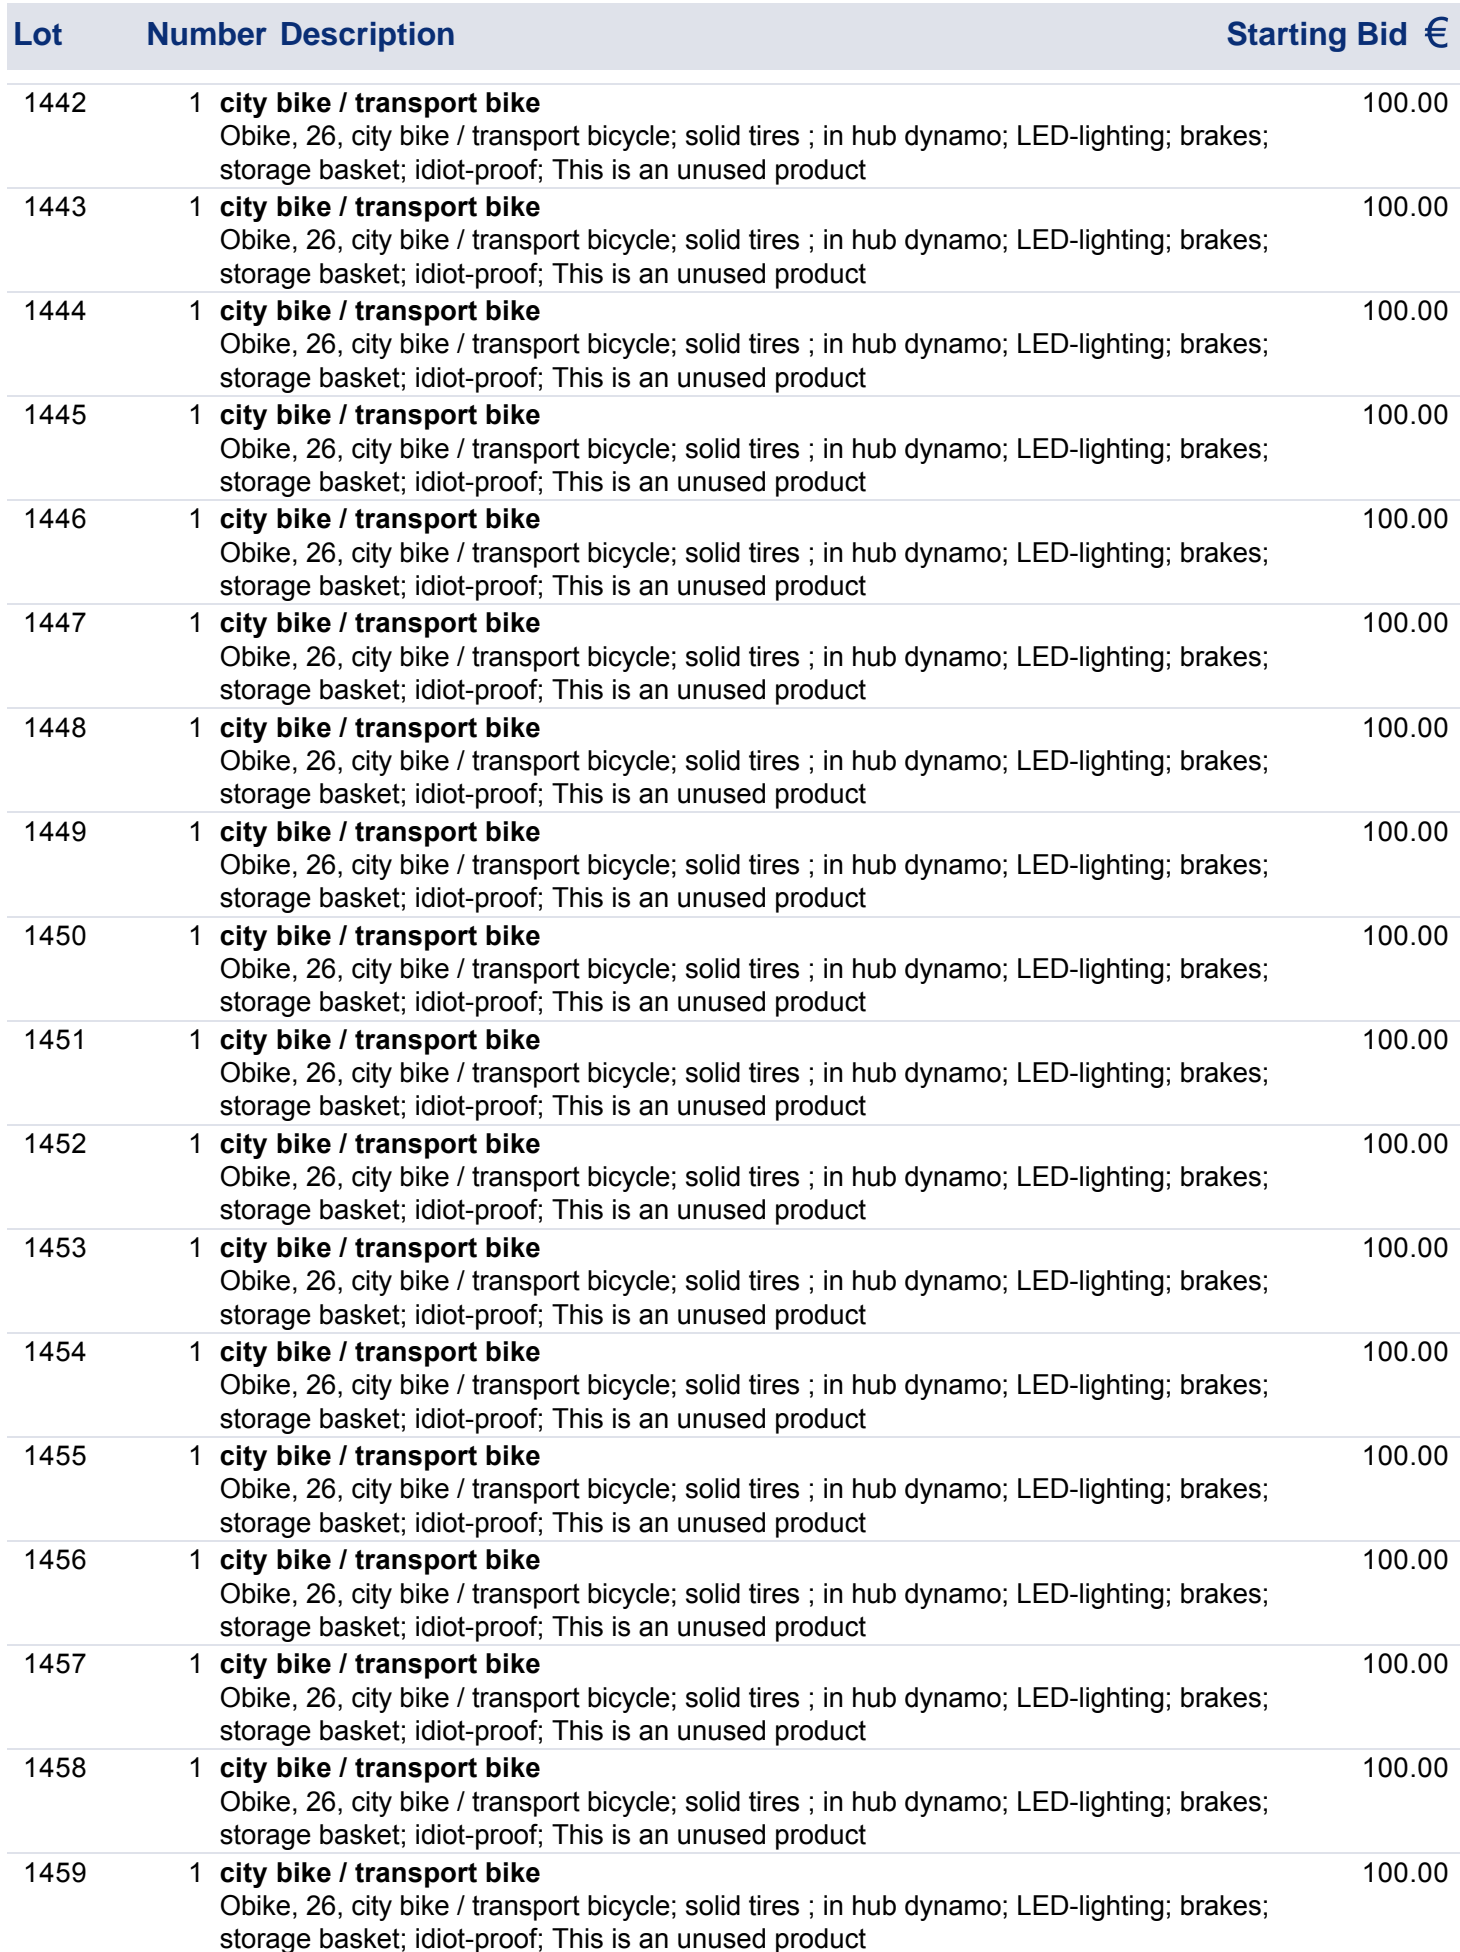 Lot Number Description Starting Bid €
1442 1 city bike / transport bike 100.00
Obike, 26, city bike / transport bicycle; solid tires ; in hub dynamo; LED-lighting; brakes;
storage basket; idiot-proof; This is an unused product
1443 1 city bike / transport bike 100.00
Obike, 26, city bike / transport bicycle; solid tires ; in hub dynamo; LED-lighting; brakes;
storage basket; idiot-proof; This is an unused product
1444 1 city bike / transport bike 100.00
Obike, 26, city bike / transport bicycle; solid tires ; in hub dynamo; LED-lighting; brakes;
storage basket; idiot-proof; This is an unused product
1445 1 city bike / transport bike 100.00
Obike, 26, city bike / transport bicycle; solid tires ; in hub dynamo; LED-lighting; brakes;
storage basket; idiot-proof; This is an unused product
1446 1 city bike / transport bike 100.00
Obike, 26, city bike / transport bicycle; solid tires ; in hub dynamo; LED-lighting; brakes;
storage basket; idiot-proof; This is an unused product
1447 1 city bike / transport bike 100.00
Obike, 26, city bike / transport bicycle; solid tires ; in hub dynamo; LED-lighting; brakes;
storage basket; idiot-proof; This is an unused product
1448 1 city bike / transport bike 100.00
Obike, 26, city bike / transport bicycle; solid tires ; in hub dynamo; LED-lighting; brakes;
storage basket; idiot-proof; This is an unused product
1449 1 city bike / transport bike 100.00
Obike, 26, city bike / transport bicycle; solid tires ; in hub dynamo; LED-lighting; brakes;
storage basket; idiot-proof; This is an unused product
1450 1 city bike / transport bike 100.00
Obike, 26, city bike / transport bicycle; solid tires ; in hub dynamo; LED-lighting; brakes;
storage basket; idiot-proof; This is an unused product
1451 1 city bike / transport bike 100.00
Obike, 26, city bike / transport bicycle; solid tires ; in hub dynamo; LED-lighting; brakes;
storage basket; idiot-proof; This is an unused product
1452 1 city bike / transport bike 100.00
Obike, 26, city bike / transport bicycle; solid tires ; in hub dynamo; LED-lighting; brakes;
storage basket; idiot-proof; This is an unused product
1453 1 city bike / transport bike 100.00
Obike, 26, city bike / transport bicycle; solid tires ; in hub dynamo; LED-lighting; brakes;
storage basket; idiot-proof; This is an unused product
1454 1 city bike / transport bike 100.00
Obike, 26, city bike / transport bicycle; solid tires ; in hub dynamo; LED-lighting; brakes;
storage basket; idiot-proof; This is an unused product
1455 1 city bike / transport bike 100.00
Obike, 26, city bike / transport bicycle; solid tires ; in hub dynamo; LED-lighting; brakes;
storage basket; idiot-proof; This is an unused product
1456 1 city bike / transport bike 100.00
Obike, 26, city bike / transport bicycle; solid tires ; in hub dynamo; LED-lighting; brakes;
storage basket; idiot-proof; This is an unused product
1457 1 city bike / transport bike 100.00
Obike, 26, city bike / transport bicycle; solid tires ; in hub dynamo; LED-lighting; brakes;
storage basket; idiot-proof; This is an unused product
1458 1 city bike / transport bike 100.00
Obike, 26, city bike / transport bicycle; solid tires ; in hub dynamo; LED-lighting; brakes;
storage basket; idiot-proof; This is an unused product
1459 1 city bike / transport bike 100.00
Obike, 26, city bike / transport bicycle; solid tires ; in hub dynamo; LED-lighting; brakes;
storage basket; idiot-proof; This is an unused product